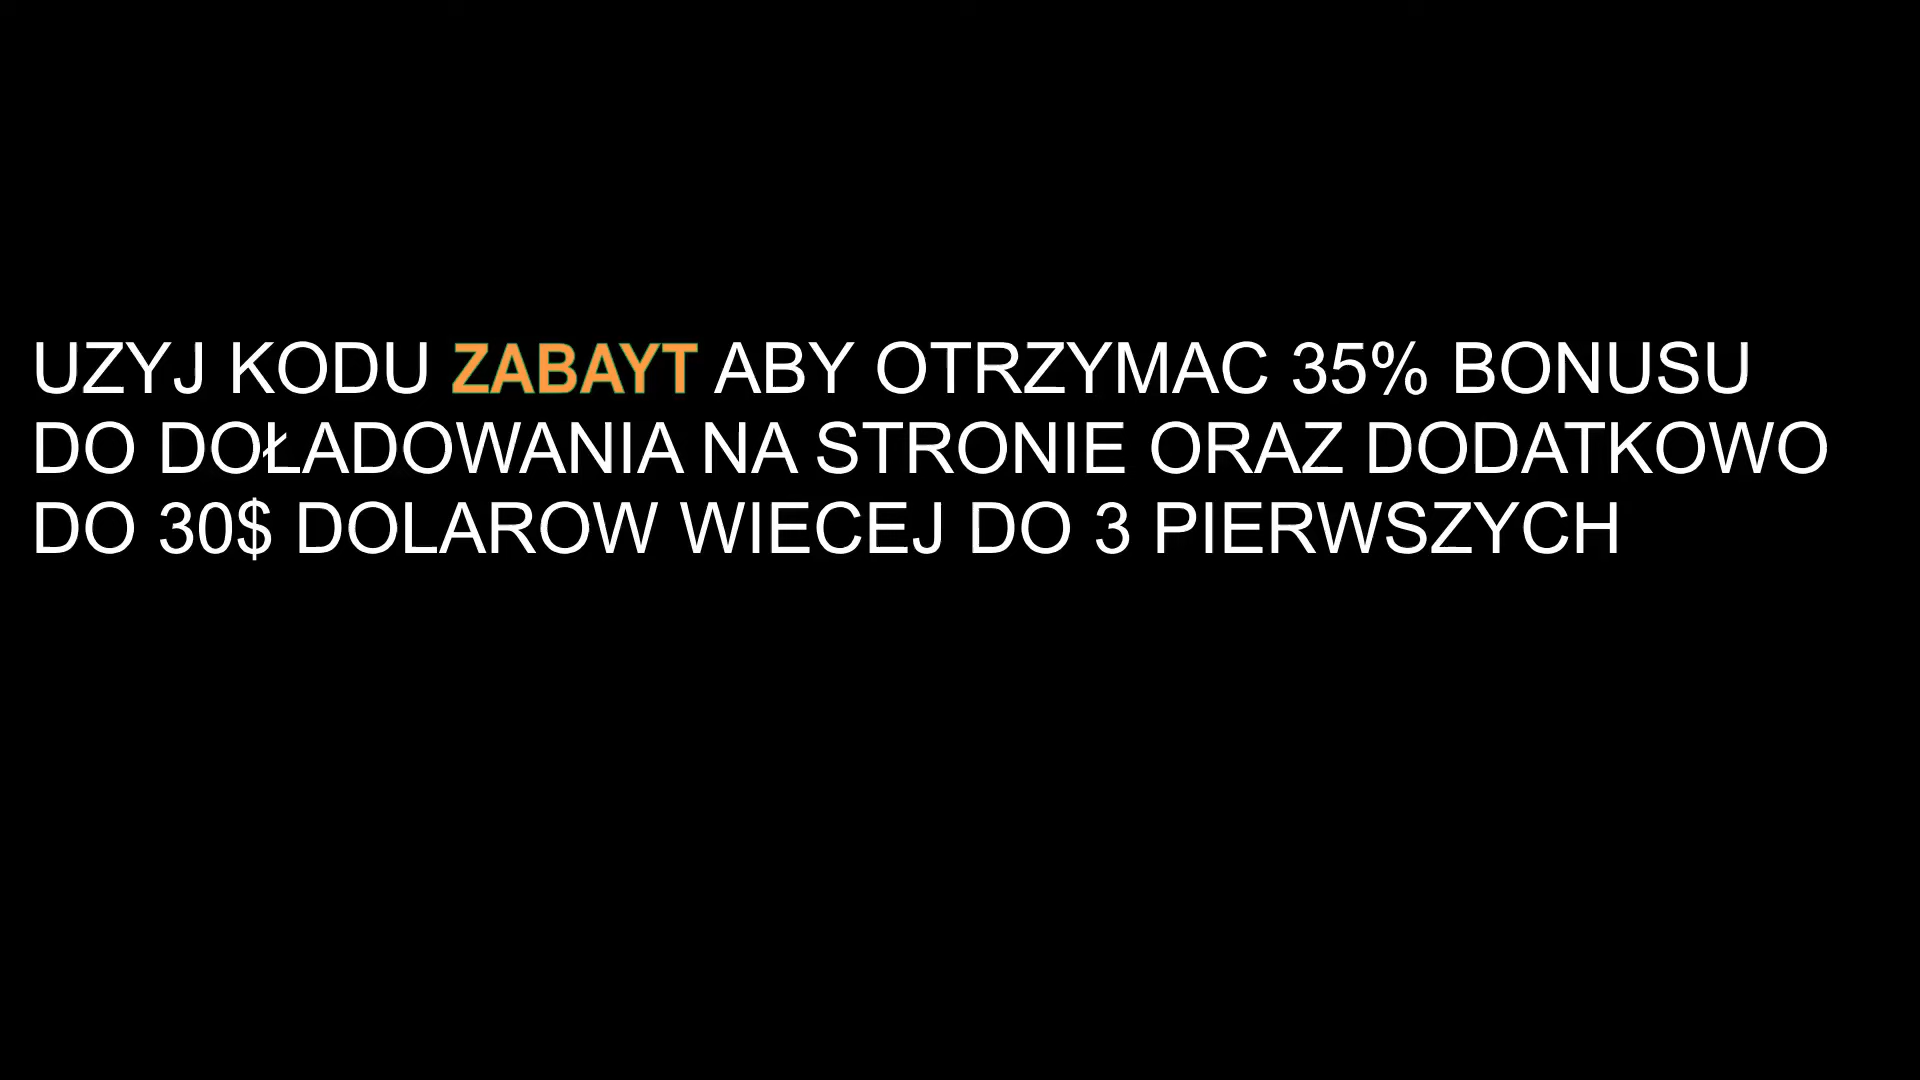 UZYJ KODU ZABAYT ABY OTRZYMAC 35% BONUSU
DO DOŁADOWANIA NA STRONIE ORAZ DODATKOWO
DO 30$ DOLAROW WIECEJ DO 3 PIERWSZYCH